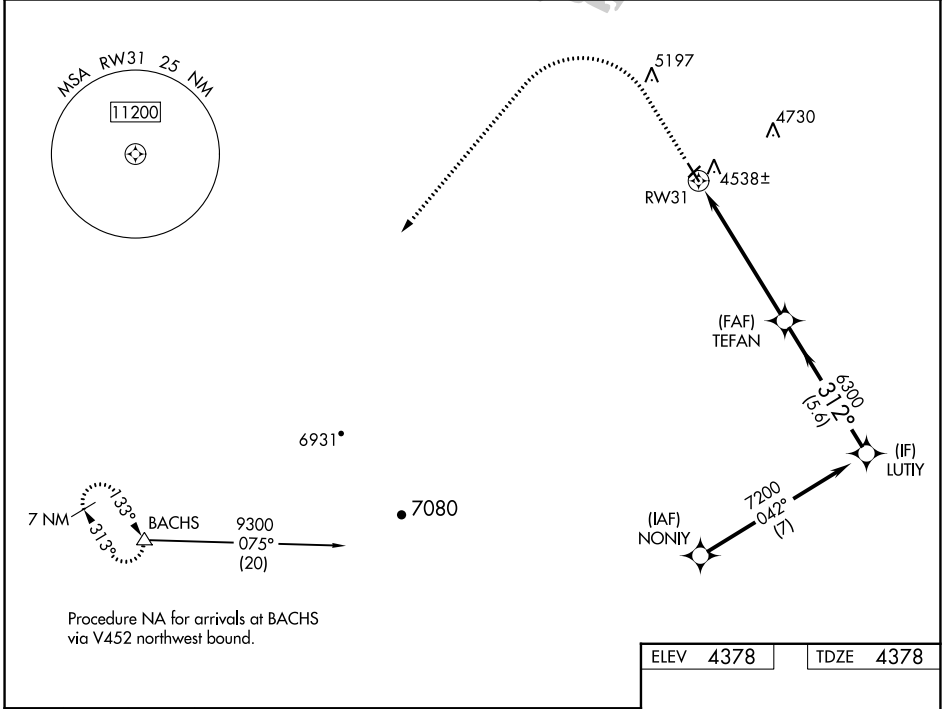 MSA RW31 25 NM
11200
5197
4730
4538±
RW31
(FAF)
TEFAN
6300
312°
(5.6)
(IF)
LUTIY
7200
042°
(7)
(IAF)
NONIY
6931
7080
7 NM
133°
313°
BACHS
9300
075°
(20)
Procedure NA for arrivals at BACHS
via V452 northwest bound.
ELEV 4378
TDZE 4378